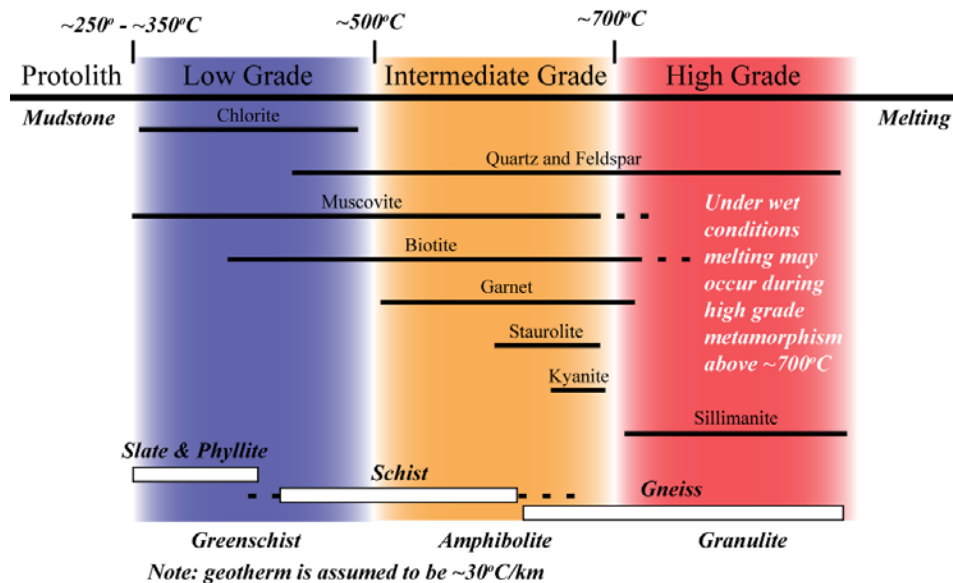 ~250° - ~350°C ~500°C ~700°C
Protolith Low Grade Intermediate Grade High Grade
Mudstone Melting
Chlorite
Quartz and Feldspar
Muscovite
Under wet
conditions
melting may
occur during
high grade
metamorphism
above ~700°C
Biotite
Garnet
Staurolite
Kyanite
Sillimanite
Slate & Phyllite
Schist
Gneiss
Greenschist Amphibolite Granulite
Note: geotherm is assumed to be ~30°C/km